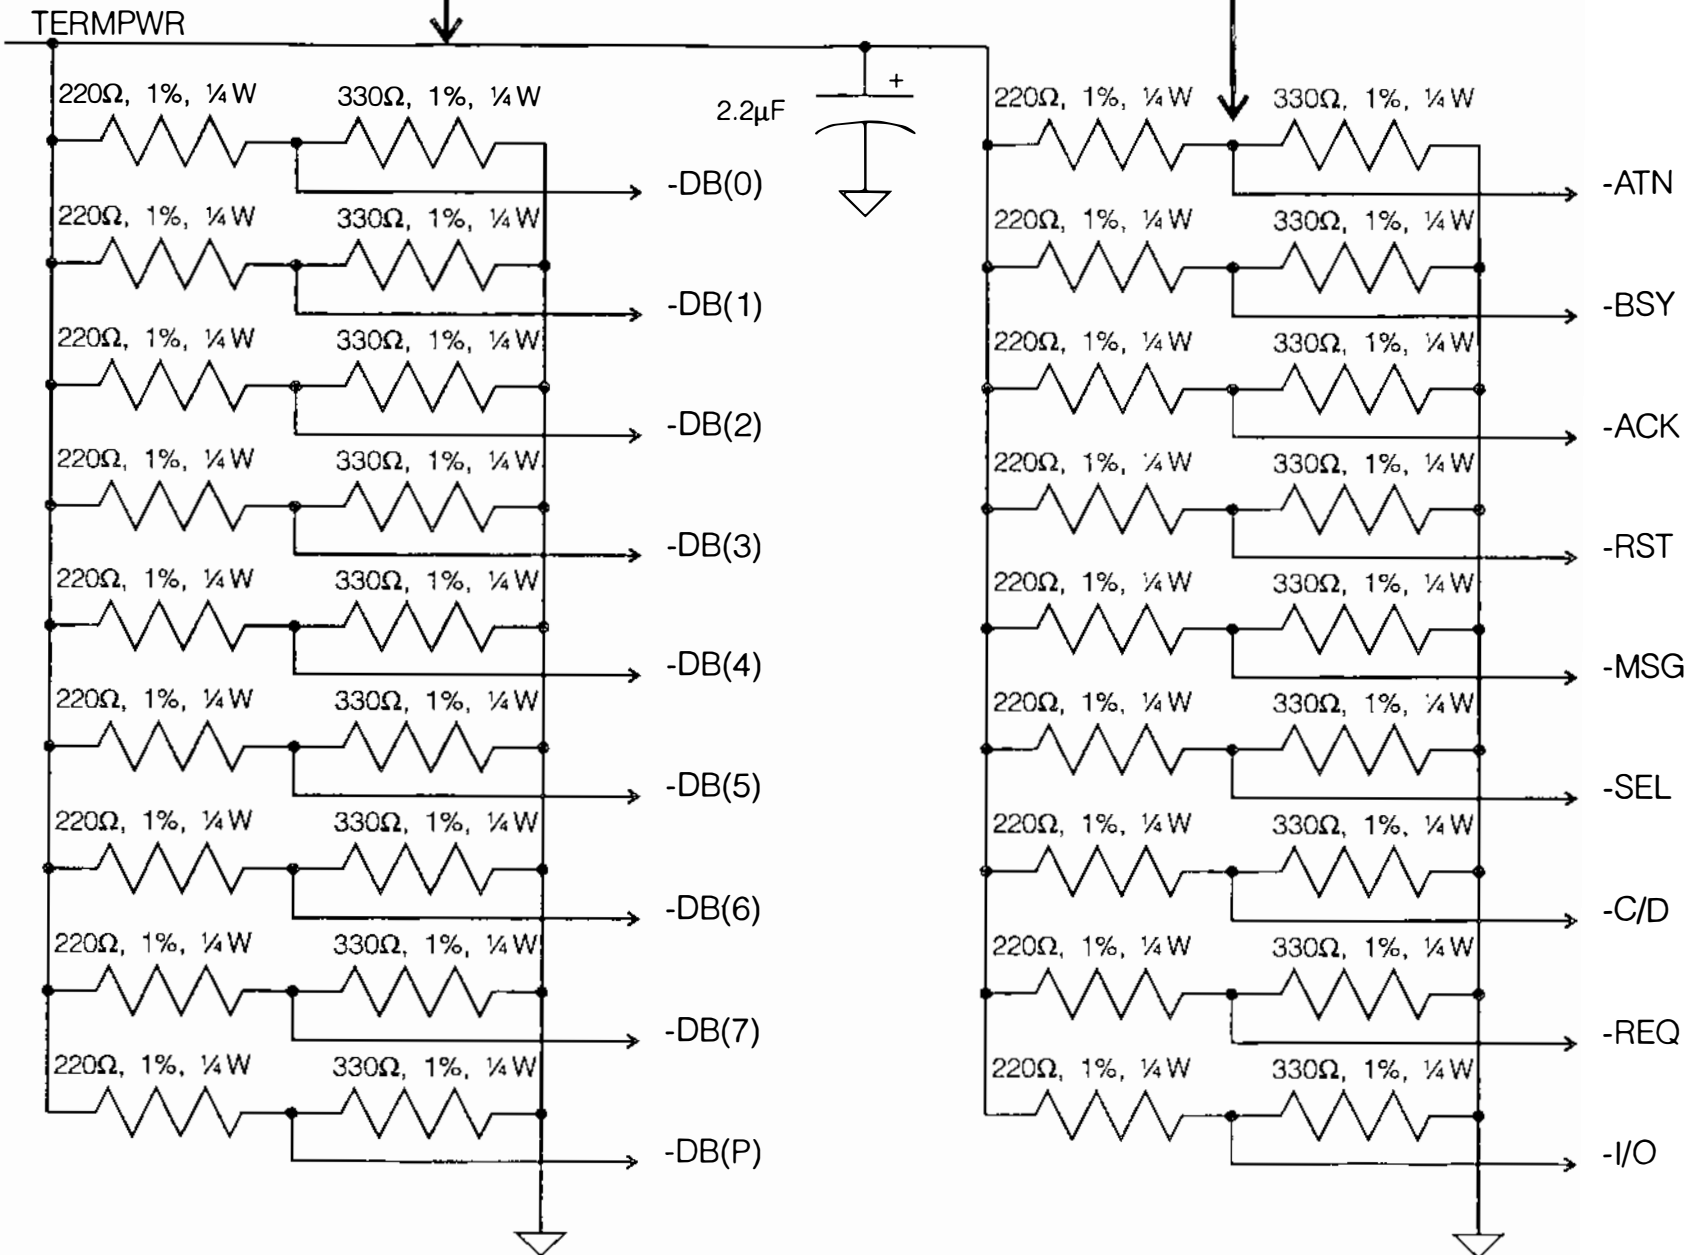 TERMPWR
220Ω, 1%, ¼W 330Ω, 1%, ¼W
-DB(0)
220Ω, 1%, ¼W 330Ω, 1%, ¼W
-DB(1)
220Ω, 1%, ¼W 330Ω, 1%, ¼W
-DB(2)
220Ω, 1%, ¼W 330Ω, 1%, ¼W
-DB(3)
220Ω, 1%, ¼W 330Ω, 1%, ¼W
-DB(4)
220Ω, 1%, ¼W 330Ω, 1%, ¼W
-DB(5)
220Ω, 1%, ¼W 330Ω, 1%, ¼W
-DB(6)
220Ω, 1%, ¼W 330Ω, 1%, ¼W
-DB(7)
220Ω, 1%, ¼W 330Ω, 1%, ¼W
-DB(P)
+
2.2µF
220Ω, 1%, ¼W 330Ω, 1%, ¼W
-ATN
220Ω, 1%, ¼W 330Ω, 1%, ¼W
-BSY
220Ω, 1%, ¼W 330Ω, 1%, ¼W
-ACK
220Ω, 1%, ¼W 330Ω, 1%, ¼W
-RST
220Ω, 1%, ¼W 330Ω, 1%, ¼W
-MSG
220Ω, 1%, ¼W 330Ω, 1%, ¼W
-SEL
220Ω, 1%, ¼W 330Ω, 1%, ¼W
-C/D
220Ω, 1%, ¼W 330Ω, 1%, ¼W
-REQ
220Ω, 1%, ¼W 330Ω, 1%, ¼W
-I/O